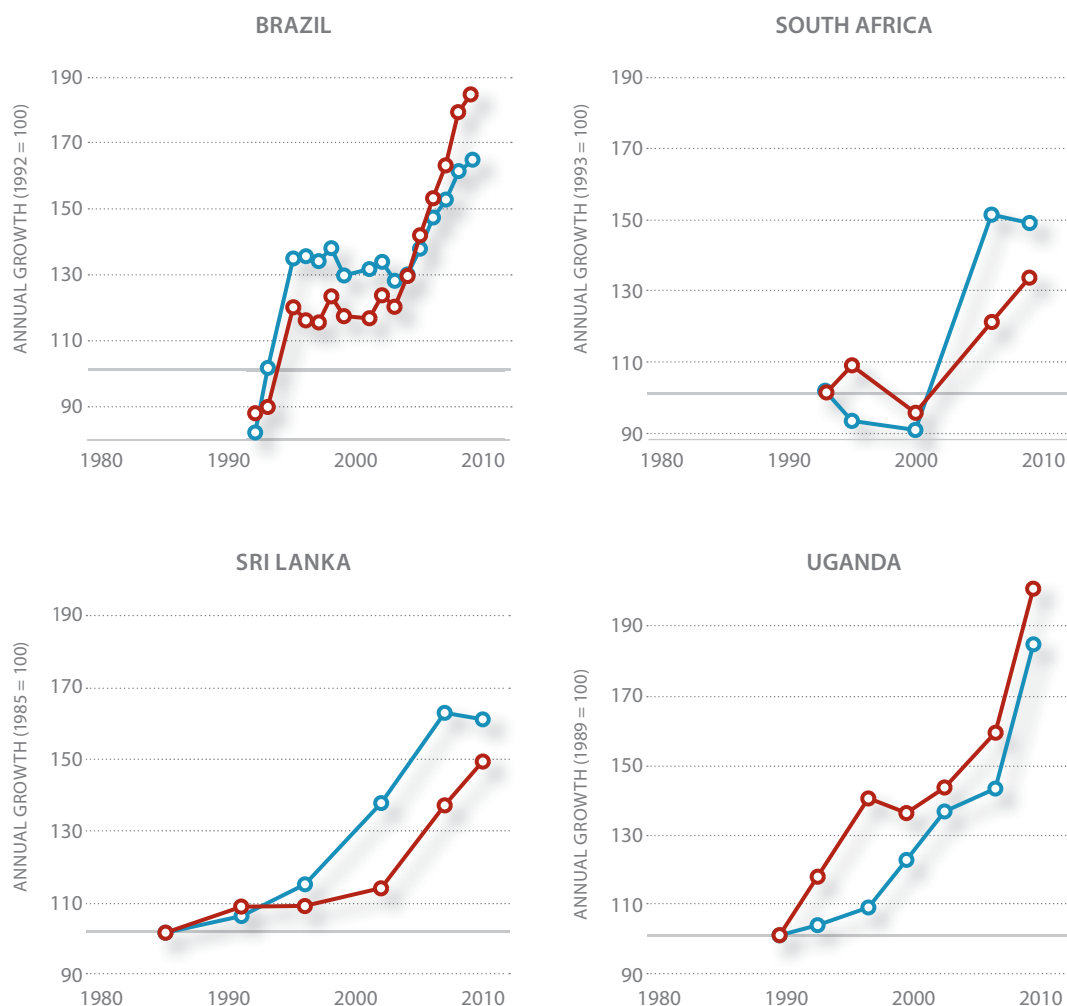 BRAZIL
ANNUAL GROWTH (1992 = 100)
190
170
150
130
110
90
1980 1990 2000 2010
SOUTH AFRICA
ANNUAL GROWTH (1993 = 100)
190
170
150
130
110
90
1980 1990 2000 2010
SRI LANKA
ANNUAL GROWTH (1985 = 100)
190
170
150
130
110
90
1980 1990 2000 2010
UGANDA
ANNUAL GROWTH (1989 = 100)
190
170
150
130
110
90
1980 1990 2000 2010